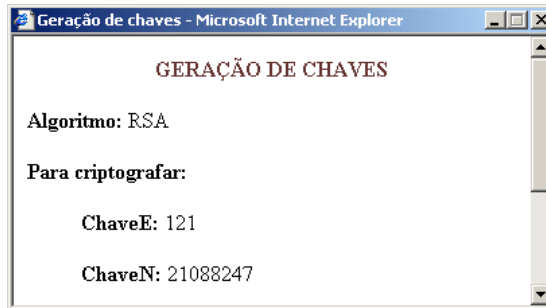 Geração de chaves - Microsoft Internet Explorer
GERAÇÃO DE CHAVES
Algoritmo: RSA
Para criptografar:
ChaveE: 121
ChaveN: 21088247